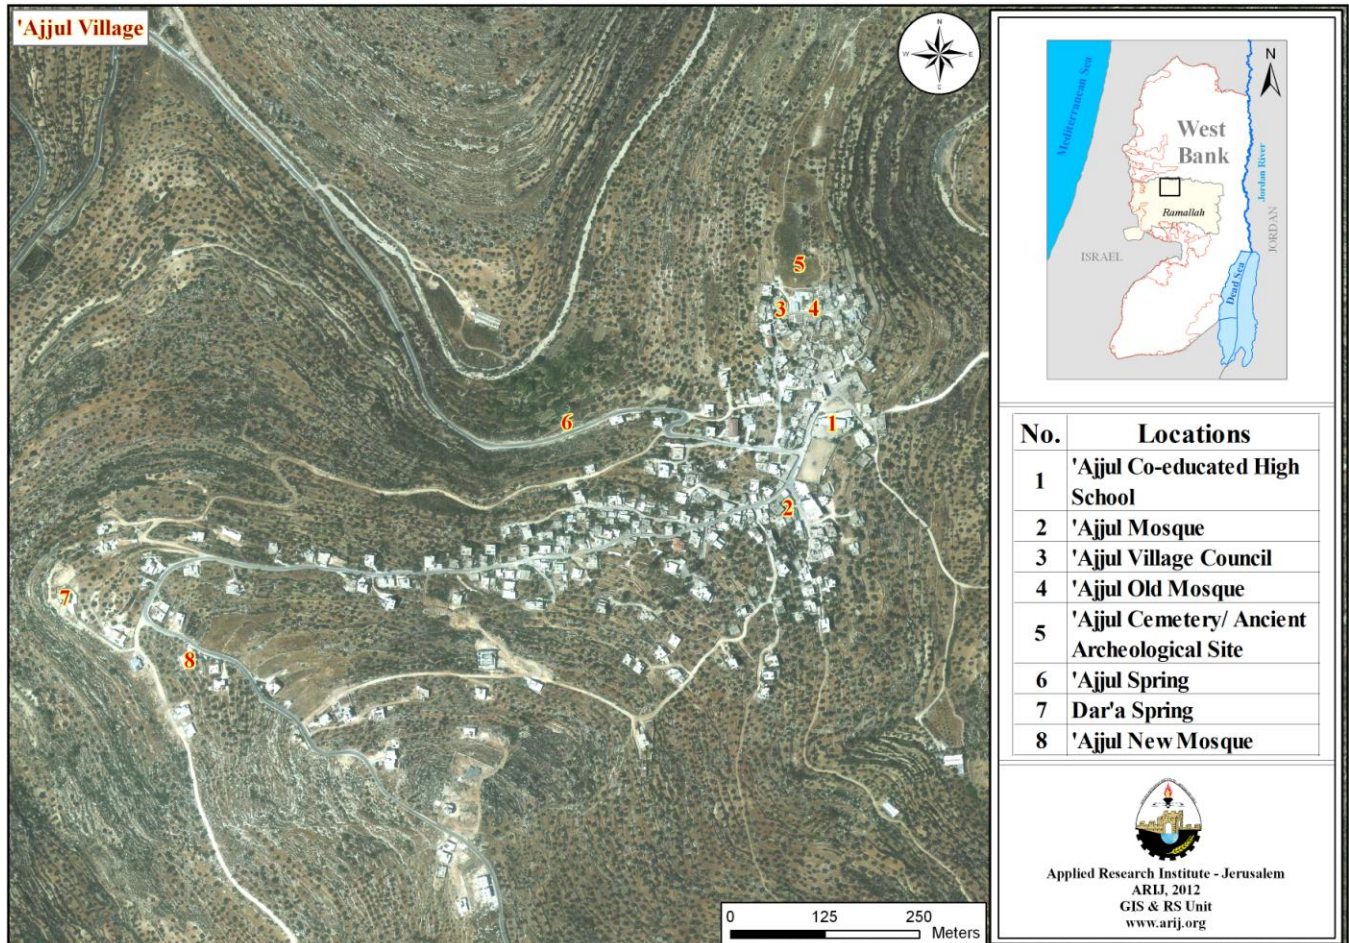 'Ajjul Village
N
W
E
5
3
4
6
1
2
7
8
0 125 250
Meters
N
Mediterranean Sea
West
Bank
Jordan River
Ramallah
ISRAEL
JORDAN
Dead Sea
No. Locations
1 'Ajjul Co-educated High
School
2 'Ajjul Mosque
3 'Ajjul Village Council
4 'Ajjul Old Mosque
5 'Ajjul Cemetery/ Ancient
Archeological Site
6 'Ajjul Spring
7 Dar'a Spring
8 'Ajjul New Mosque
Applied Research Institute - Jerusalem
ARIJ, 2012
GIS & RS Unit
www.arij.org